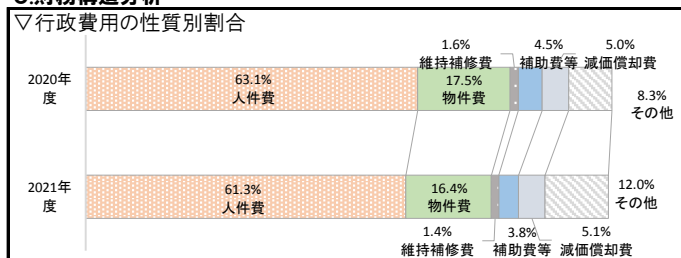 ▽行政費用の性質別割合
1.6% 4.5% 5.0%
維持補修費 補助費等 減価償却費
2020年度
63.1%
人件費
17.5%
物件費
8.3%
その他
2021年度
61.3%
人件費
16.4%
物件費
12.0%
その他
1.4% 3.8% 5.1%
維持補修費 補助費等 減価償却費